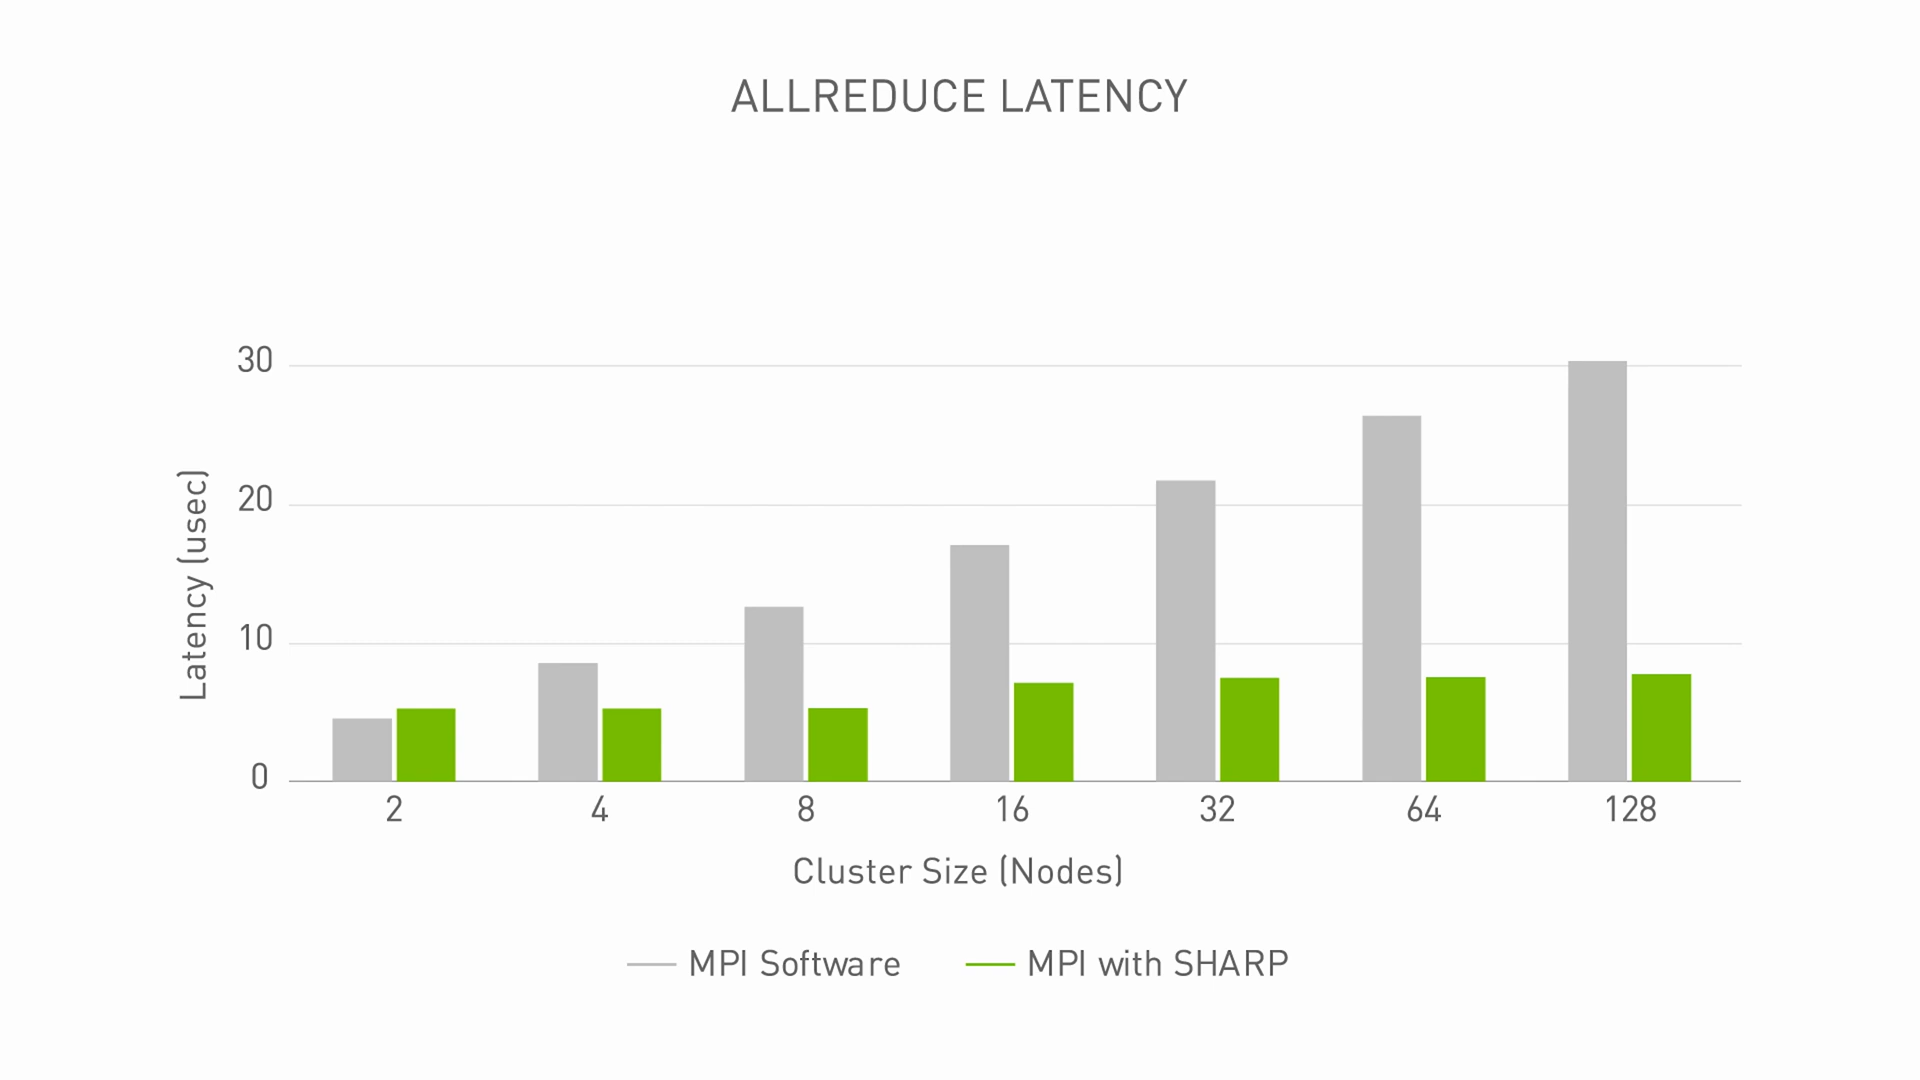 ALLREDUCE LATENCY
30
20
10
0
Latency (usec)
2 4 8 16 32 64 128
Cluster Size (Nodes)
MPI Software MPI with SHARP